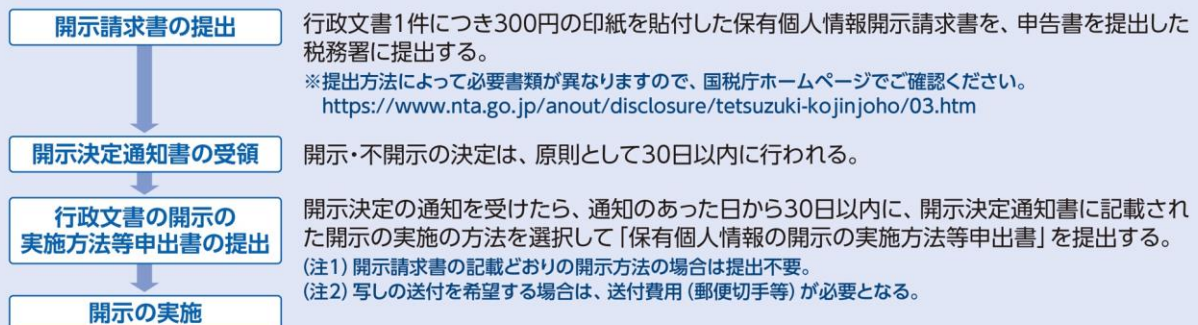 開示請求書の提出
行政文書1件につき300円の印紙を貼付した保有個人情報開示請求書を、申告書を提出した
税務署に提出する。
※提出方法によって必要書類が異なりますので、国税庁ホームページでご確認ください。
https://www.nta.go.jp/anout/disclosure/tetsuzuki-kojinjoho/03.htm
開示決定通知書の受領
開示・不開示の決定は、原則として30日以内に行われる。
行政文書の開示の
実施方法等申出書の提出
開示決定の通知を受けたら、通知のあった日から30日以内に、開示決定通知書に記載され
た開示の実施の方法を選択して「保有個人情報の開示の実施方法等申出書」を提出する。
(注1)開示請求書の記載どおりの開示方法の場合は提出不要。
(注2)写しの送付を希望する場合は、送付費用(郵便切手等)が必要となる。
開示の実施